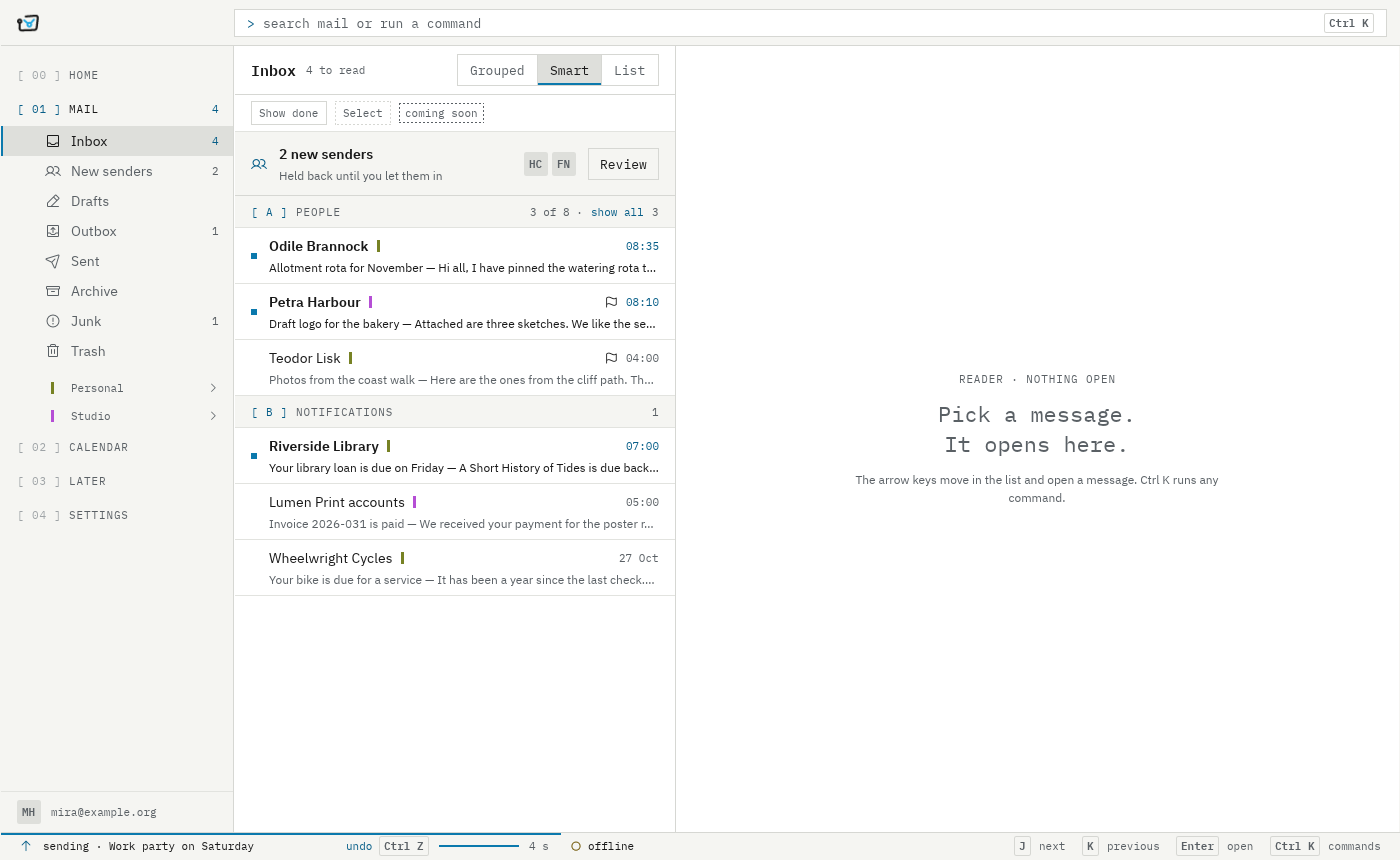 > search mail or run a command Ctrl K
[ 00 ] HOME
[ 01 ] MAIL 4
Inbox 4
New senders 2
Drafts
Outbox 1
Sent
Archive
Junk 1
Trash
Personal
Studio
[ 02 ] CALENDAR
[ 03 ] LATER
[ 04 ] SETTINGS
MH mira@example.org
Inbox 4 to read Grouped Smart List
Show done Select coming soon
2 new senders
Held back until you let them in
HC FN Review
[ A ] PEOPLE 3 of 8 · show all 3
Odile Brannock 08:35
Allotment rota for November — Hi all, I have pinned the watering rota t…
Petra Harbour 08:10
Draft logo for the bakery — Attached are three sketches. We like the se…
Teodor Lisk 04:00
Photos from the coast walk — Here are the ones from the cliff path. Th…
[ B ] NOTIFICATIONS 1
Riverside Library 07:00
Your library loan is due on Friday — A Short History of Tides is due back…
Lumen Print accounts 05:00
Invoice 2026-031 is paid — We received your payment for the poster r…
Wheelwright Cycles 27 Oct
Your bike is due for a service — It has been a year since the last check.…
READER · NOTHING OPEN
Pick a message.
It opens here.
The arrow keys move in the list and open a message. Ctrl K runs any
command.
sending · Work party on Saturday undo Ctrl Z 4 s offline
J next K previous Enter open Ctrl K commands